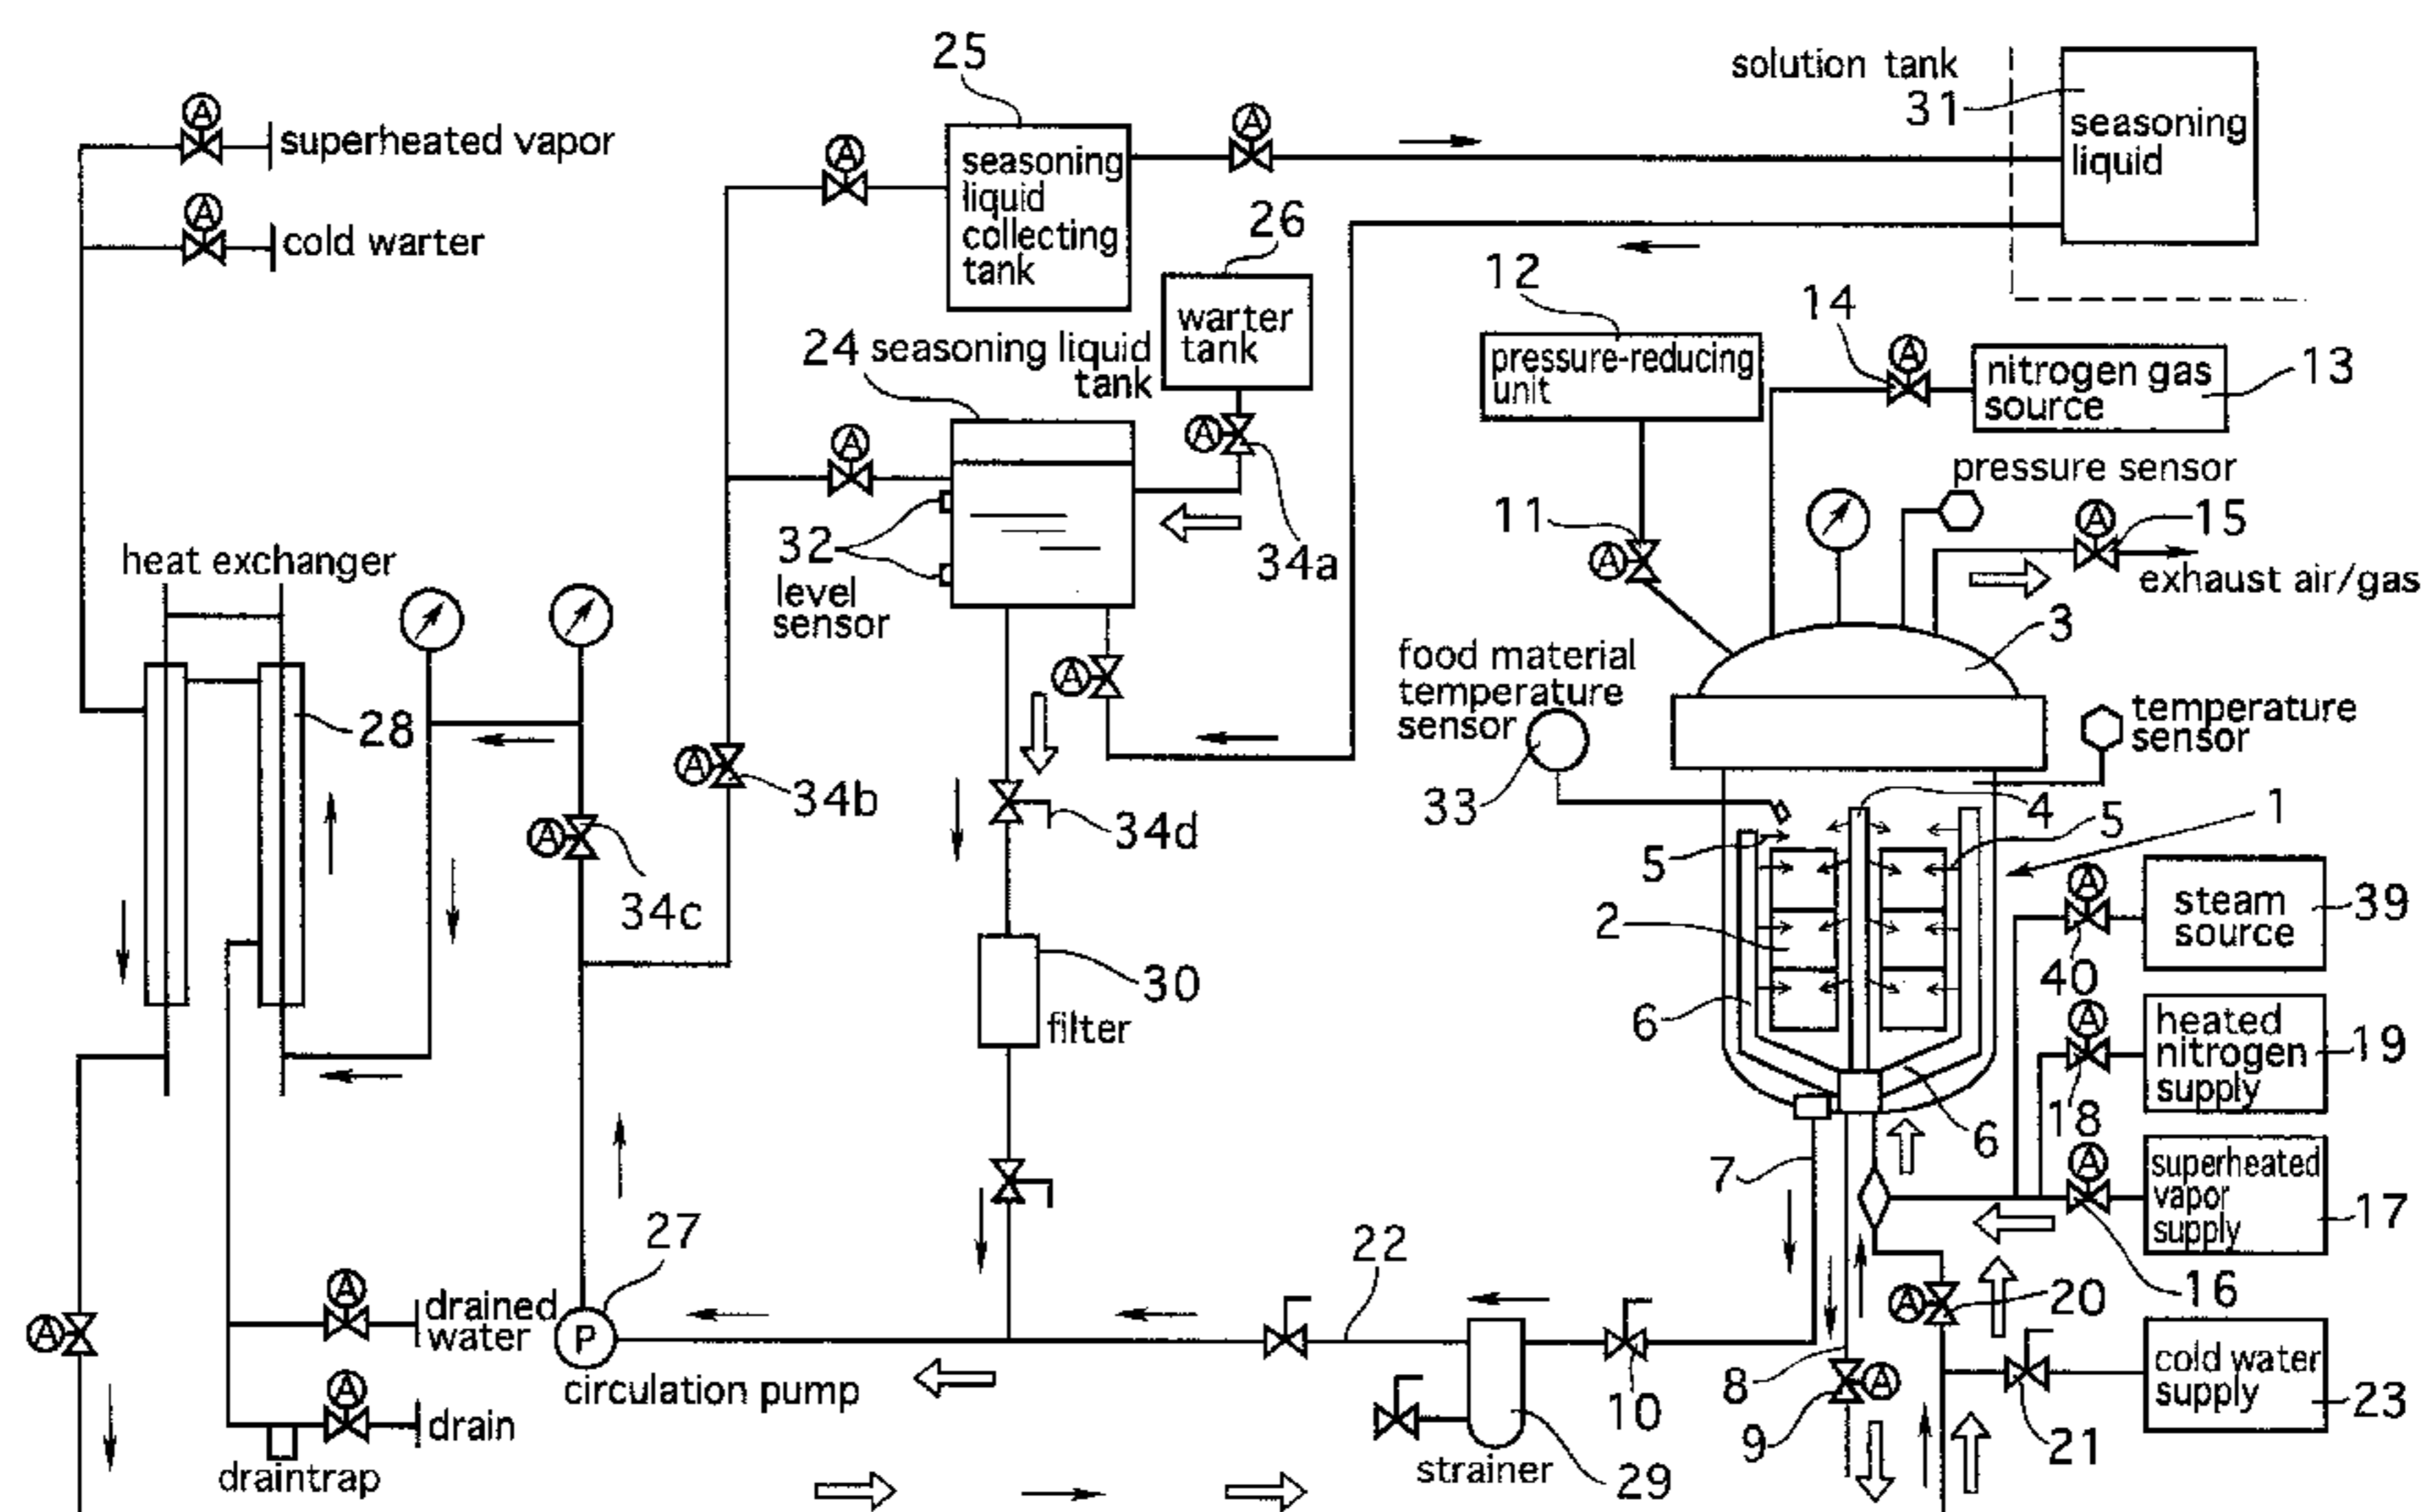 25
solution tank
31
seasoning
liquid
A
superheated vapor
A
cold warter
A
seasoning
liquid
collecting
tank
A
26
warter
tank
12
pressure-reducing
unit
14
A
nitrogen gas
source
13
24 seasoning liquid
tank
A
A
34a
pressure sensor
11
A
A
15
exhaust air/gas
32
level
sensor
heat exchanger
28
3
food material
temperature
sensor
33
temperature
sensor
A
A
34b
34d
A
34c
4
5
5
1
2
6
6
A
steam
source
39
40
30
filter
A
heated
nitrogen
supply
19
18
7
A
superheated
vapor
supply
17
16
27
P
circulation pump
22
A
drained
water
A
drain
draintrap
A
strainer
29
10
8
9
A
A
20
21
cold water
supply
23